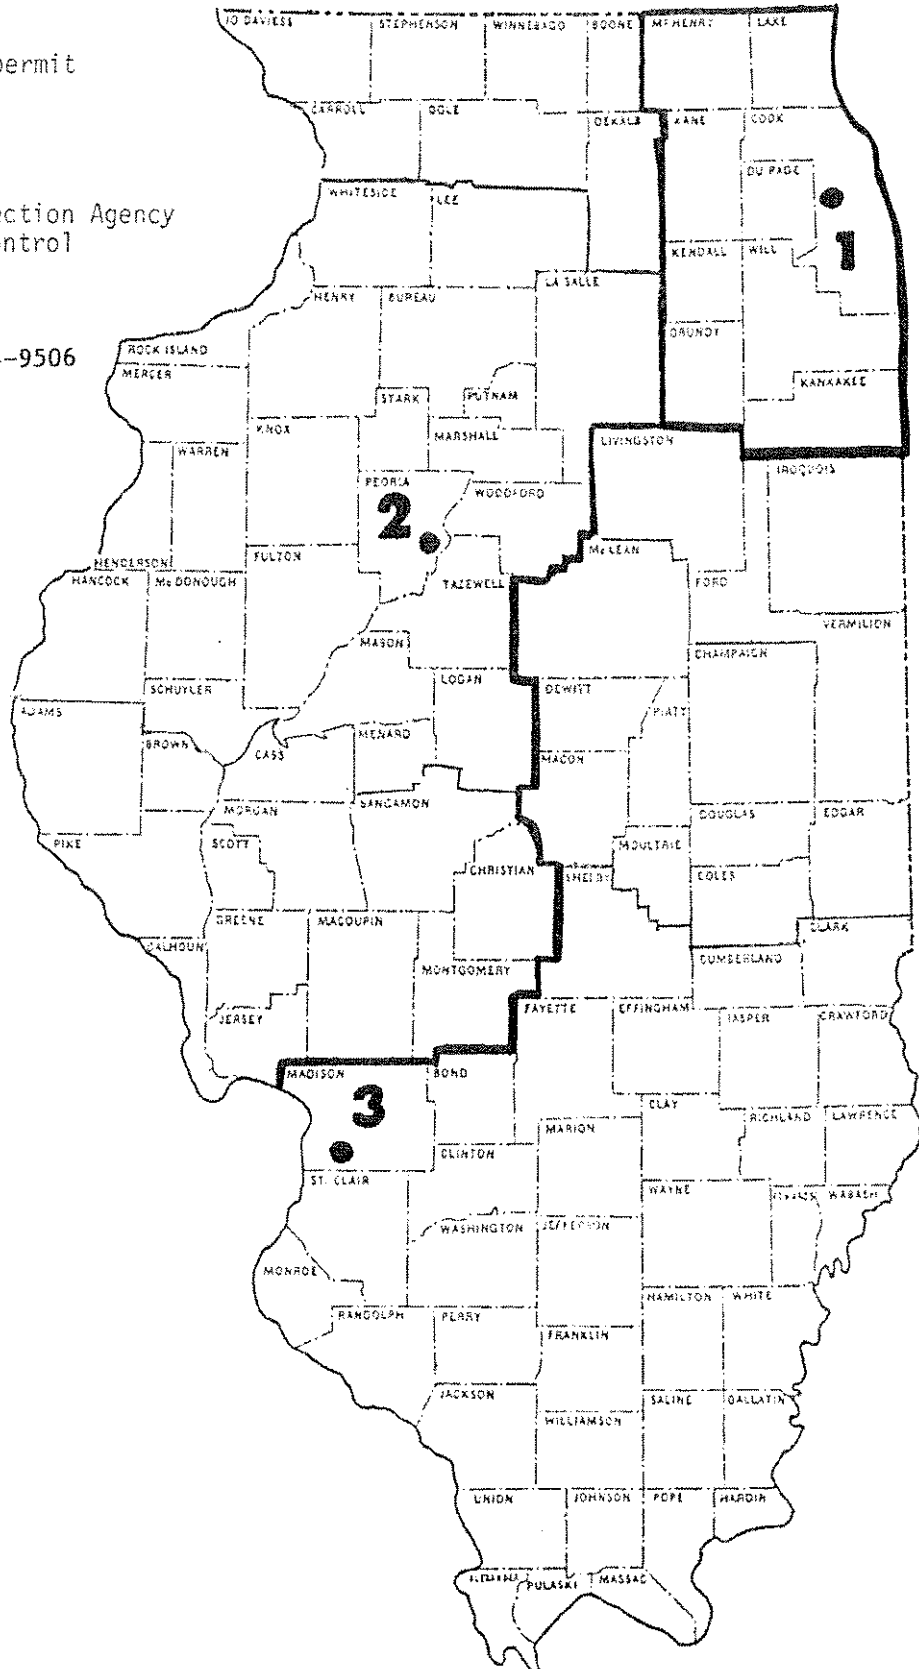 permit
ection Agency
ontrol
-9506
JO DAVIESS
STEPHENSON
WINNEBAGO
BOONE
McHENRY
LAKE
CARROLL
OGLE
DEKALB
KANE
COOK
DU PAGE
WHITESIDE
LEE
1
KENDALL
WILL
LA SALLE
HENRY
BUREAU
GRUNDY
ROCK ISLAND
MERCER
KANKAKEE
STARK
PUTNAM
KNOX
MARSHALL
LIVINGSTON
WARREN
IROQUOIS
PEORIA
WOODFORD
2
McLEAN
FULTON
HENDERSON
HANCOCK
McDONOUGH
TAZEWELL
FORD
VERMILION
MASON
CHAMPAIGN
LOGAN
SCHUYLER
DEWITT
ADAMS
PIATT
MENARD
BROWN
CASS
MACON
MORGAN
SANGAMON
DOUGLAS
EDGAR
PIKE
SCOTT
MOULTRIE
CHRISTIAN
SHELBY
COLES
GREENE
MACOUPIN
CLARK
CALHOUN
CUMBERLAND
MONTGOMERY
FAYETTE
EFFINGHAM
JERSEY
JASPER
CRAWFORD
MADISON
BOND
3
CLAY
RICHLAND
LAWRENCE
MARION
CLINTON
ST. CLAIR
WAYNE
EDWARDS
WABASH
WASHINGTON
JEFFERSON
MONROE
HAMILTON
WHITE
RANDOLPH
PERRY
FRANKLIN
JACKSON
SALINE
GALLATIN
WILLIAMSON
UNION
JOHNSON
POPE
HARDIN
ALEXANDER
PULASKI
MASSAC